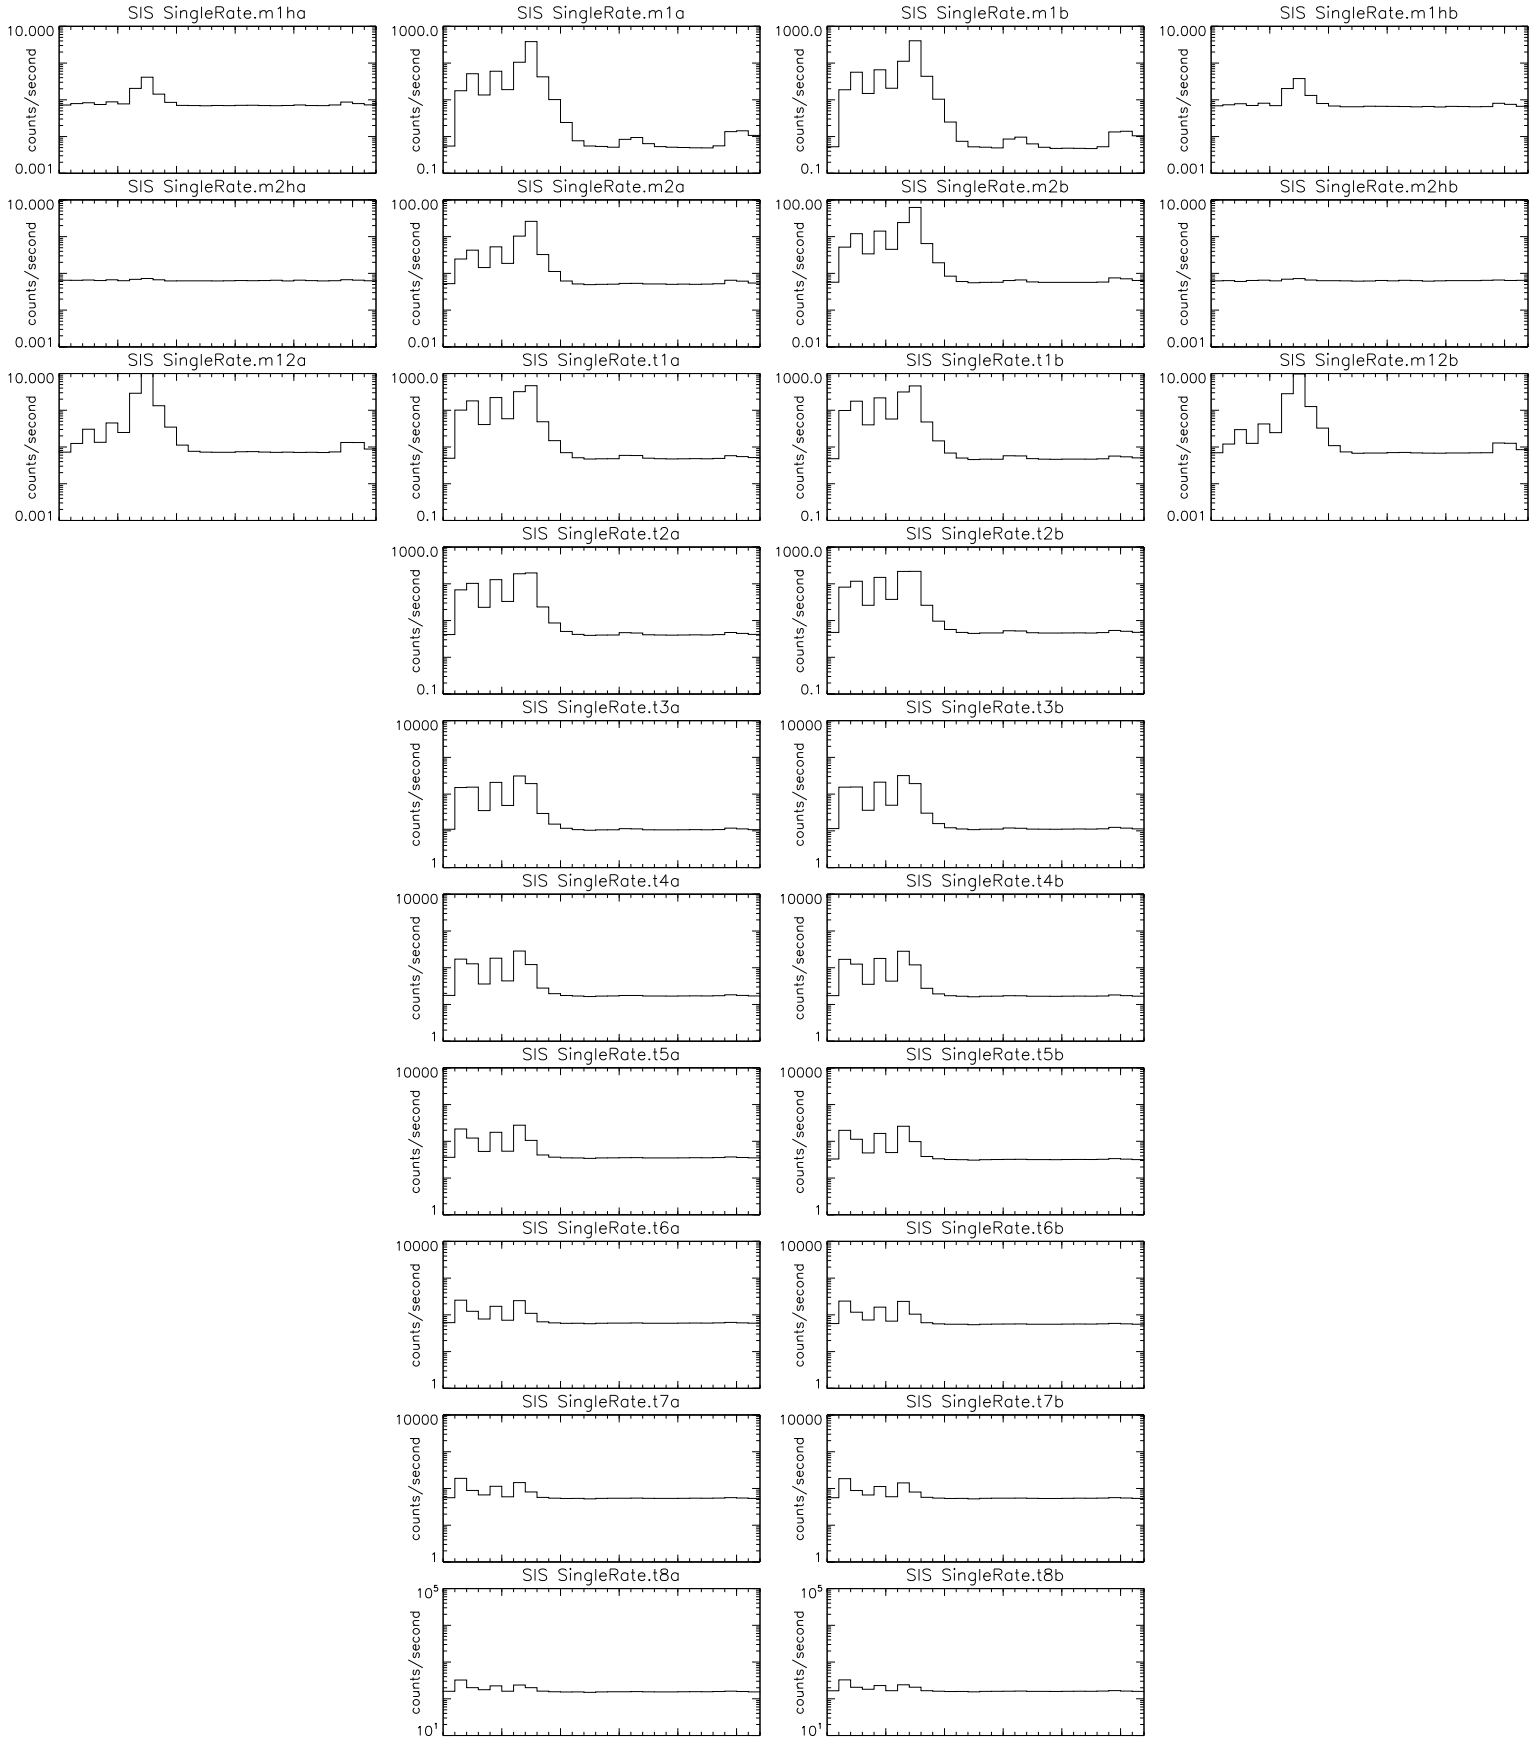 SIS SingleRate.m1ha
10.000
counts/second
0.001
SIS SingleRate.m1a
1000.0
counts/second
0.1
SIS SingleRate.m1b
1000.0
counts/second
0.1
SIS SingleRate.m1hb
10.000
counts/second
0.001
SIS SingleRate.m2ha
10.000
counts/second
0.001
SIS SingleRate.m2a
100.00
counts/second
0.01
SIS SingleRate.m2b
100.00
counts/second
0.01
SIS SingleRate.m2hb
10.000
counts/second
0.001
SIS SingleRate.m12a
10.000
counts/second
0.001
SIS SingleRate.t1a
1000.0
counts/second
0.1
SIS SingleRate.t1b
1000.0
counts/second
0.1
SIS SingleRate.m12b
10.000
counts/second
0.001
SIS SingleRate.t2a
1000.0
counts/second
0.1
SIS SingleRate.t2b
1000.0
counts/second
0.1
SIS SingleRate.t3a
10000
counts/second
1
SIS SingleRate.t3b
10000
counts/second
1
SIS SingleRate.t4a
10000
counts/second
1
SIS SingleRate.t4b
10000
counts/second
1
SIS SingleRate.t5a
10000
counts/second
1
SIS SingleRate.t5b
10000
counts/second
1
SIS SingleRate.t6a
10000
counts/second
1
SIS SingleRate.t6b
10000
counts/second
1
SIS SingleRate.t7a
10000
counts/second
1
SIS SingleRate.t7b
10000
counts/second
1
SIS SingleRate.t8a
10⁵
counts/second
10¹
SIS SingleRate.t8b
10⁵
counts/second
10¹